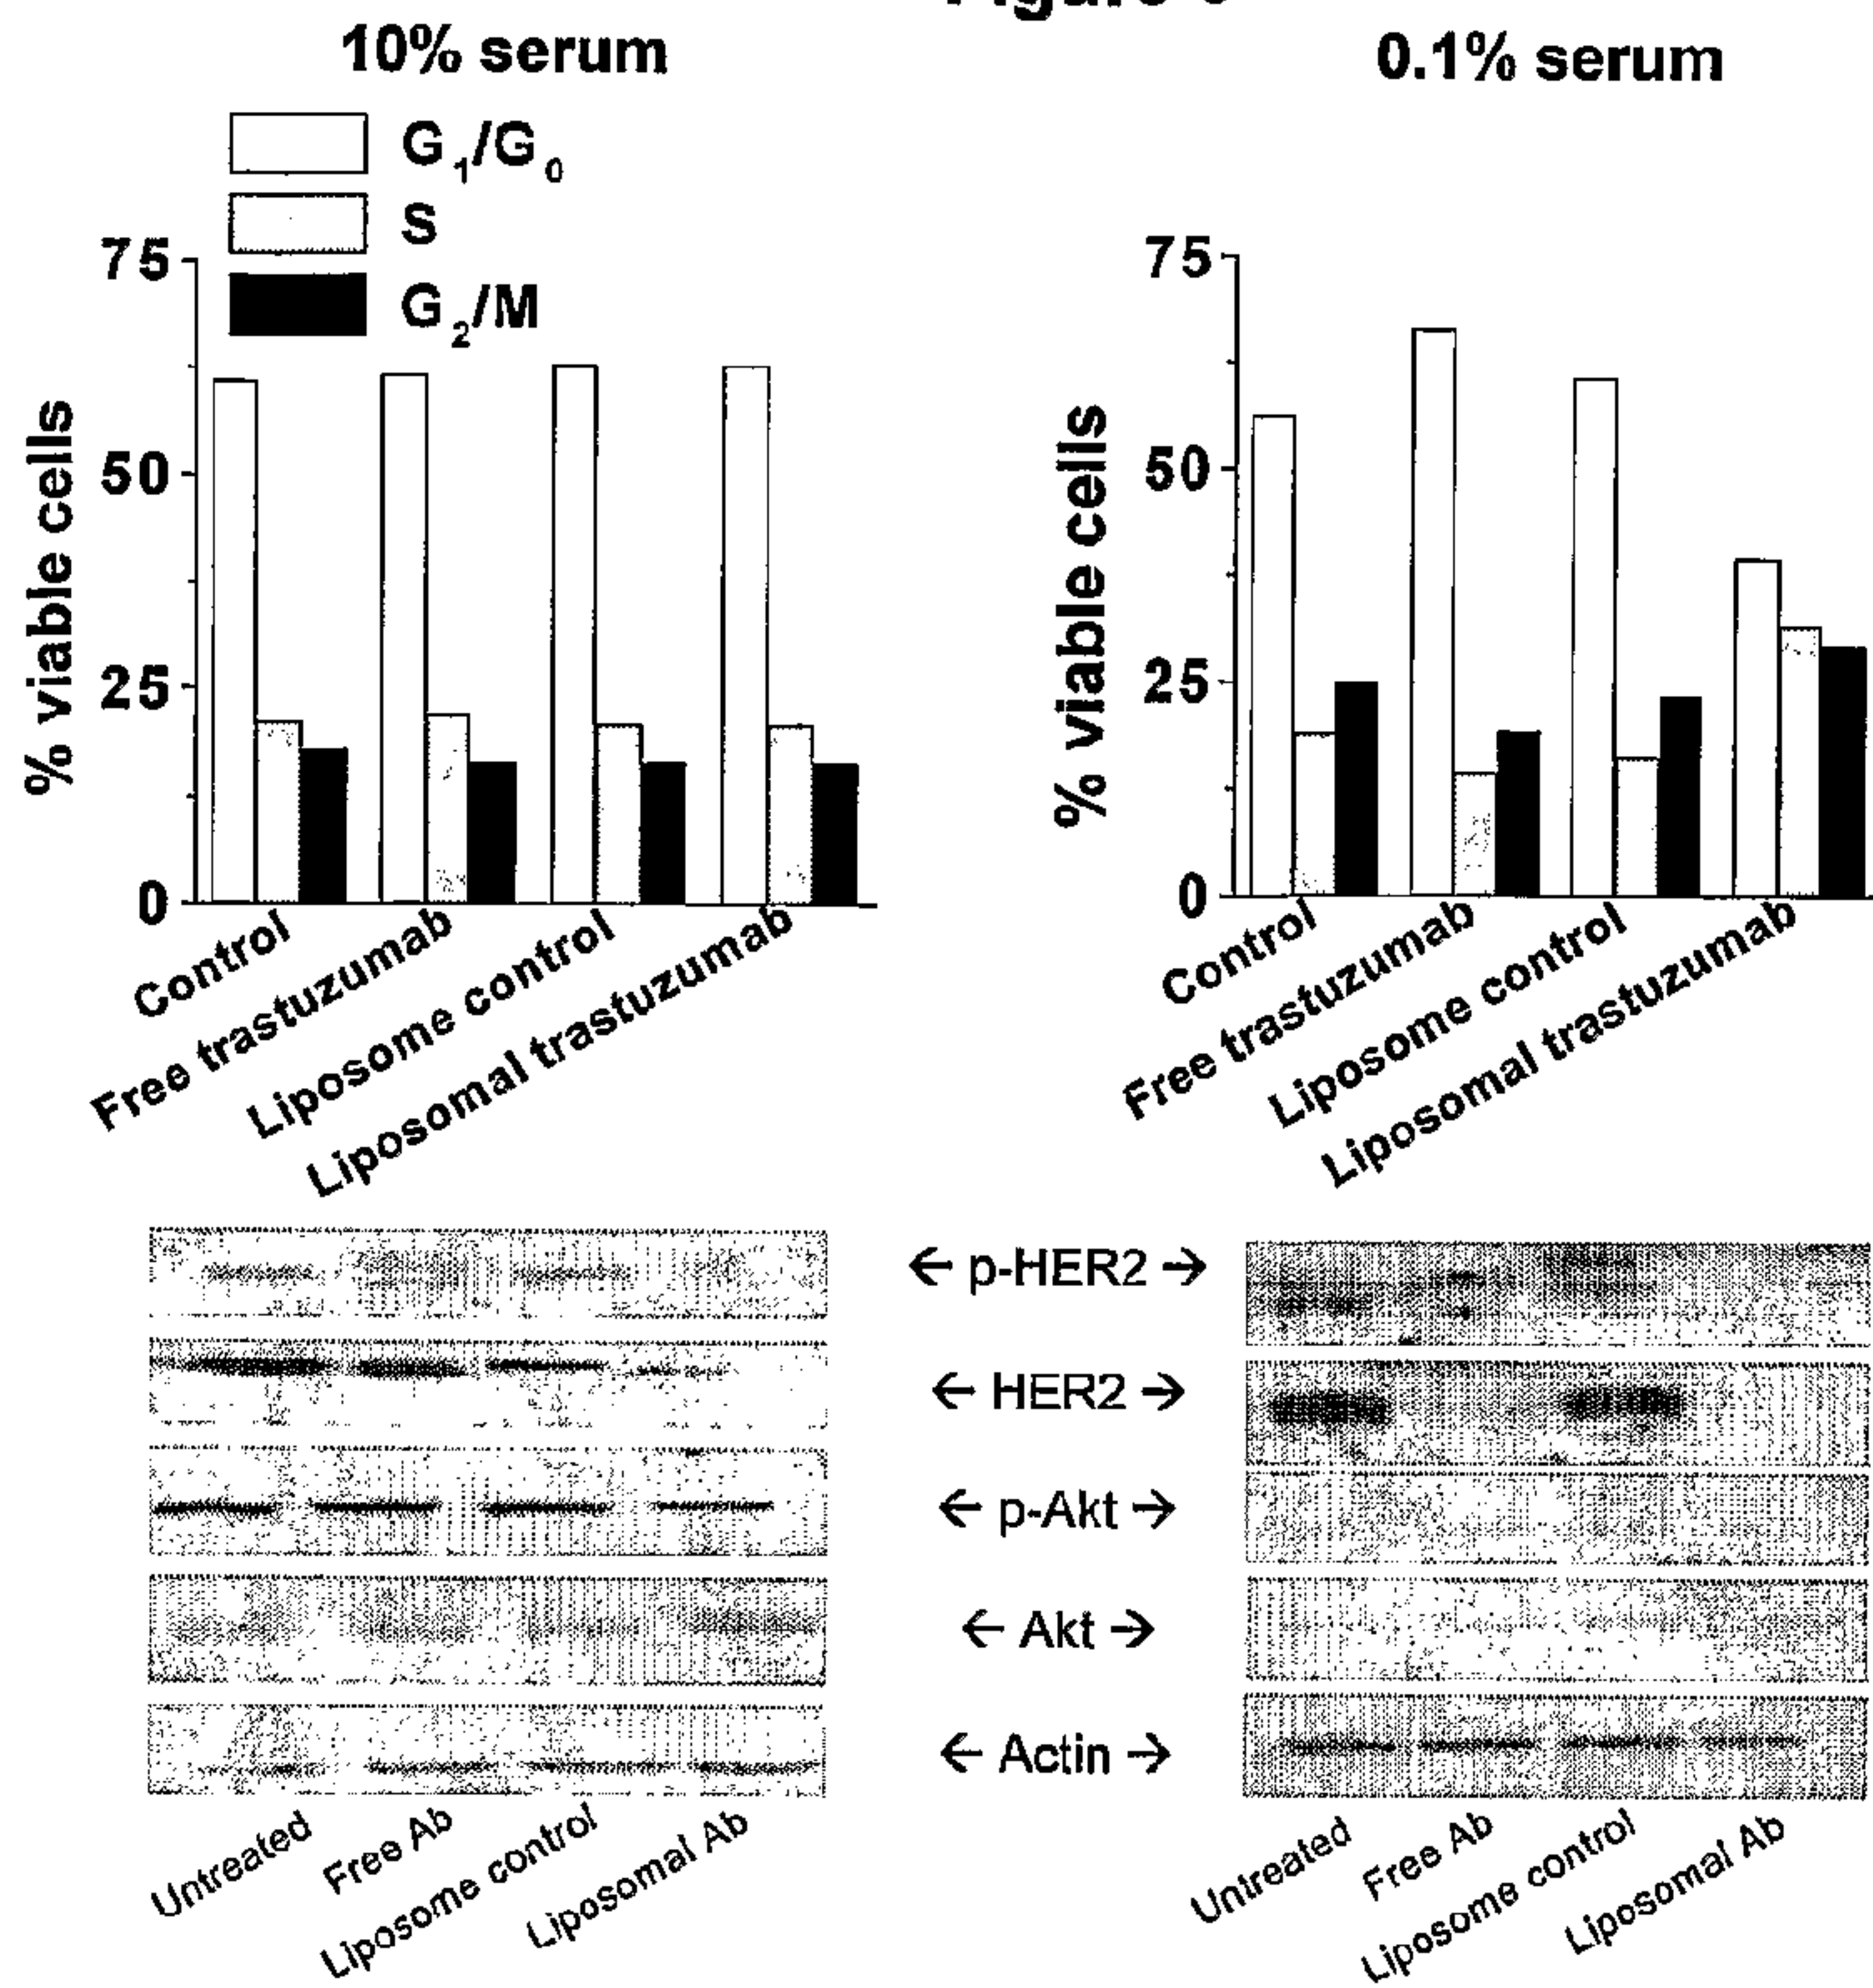 10% serum
0.1% serum
G1/G0
S
G2/M
% viable cells
75
50
25
0
Control
Free trastuzumab
Liposome control
Liposomal trastuzumab
% viable cells
75
50
25
0
Control
Free trastuzumab
Liposome control
Liposomal trastuzumab
← p-HER2 →
← HER2 →
← p-Akt →
← Akt →
← Actin →
Untreated
Free Ab
Liposome control
Liposomal Ab
Untreated
Free Ab
Liposome control
Liposomal Ab